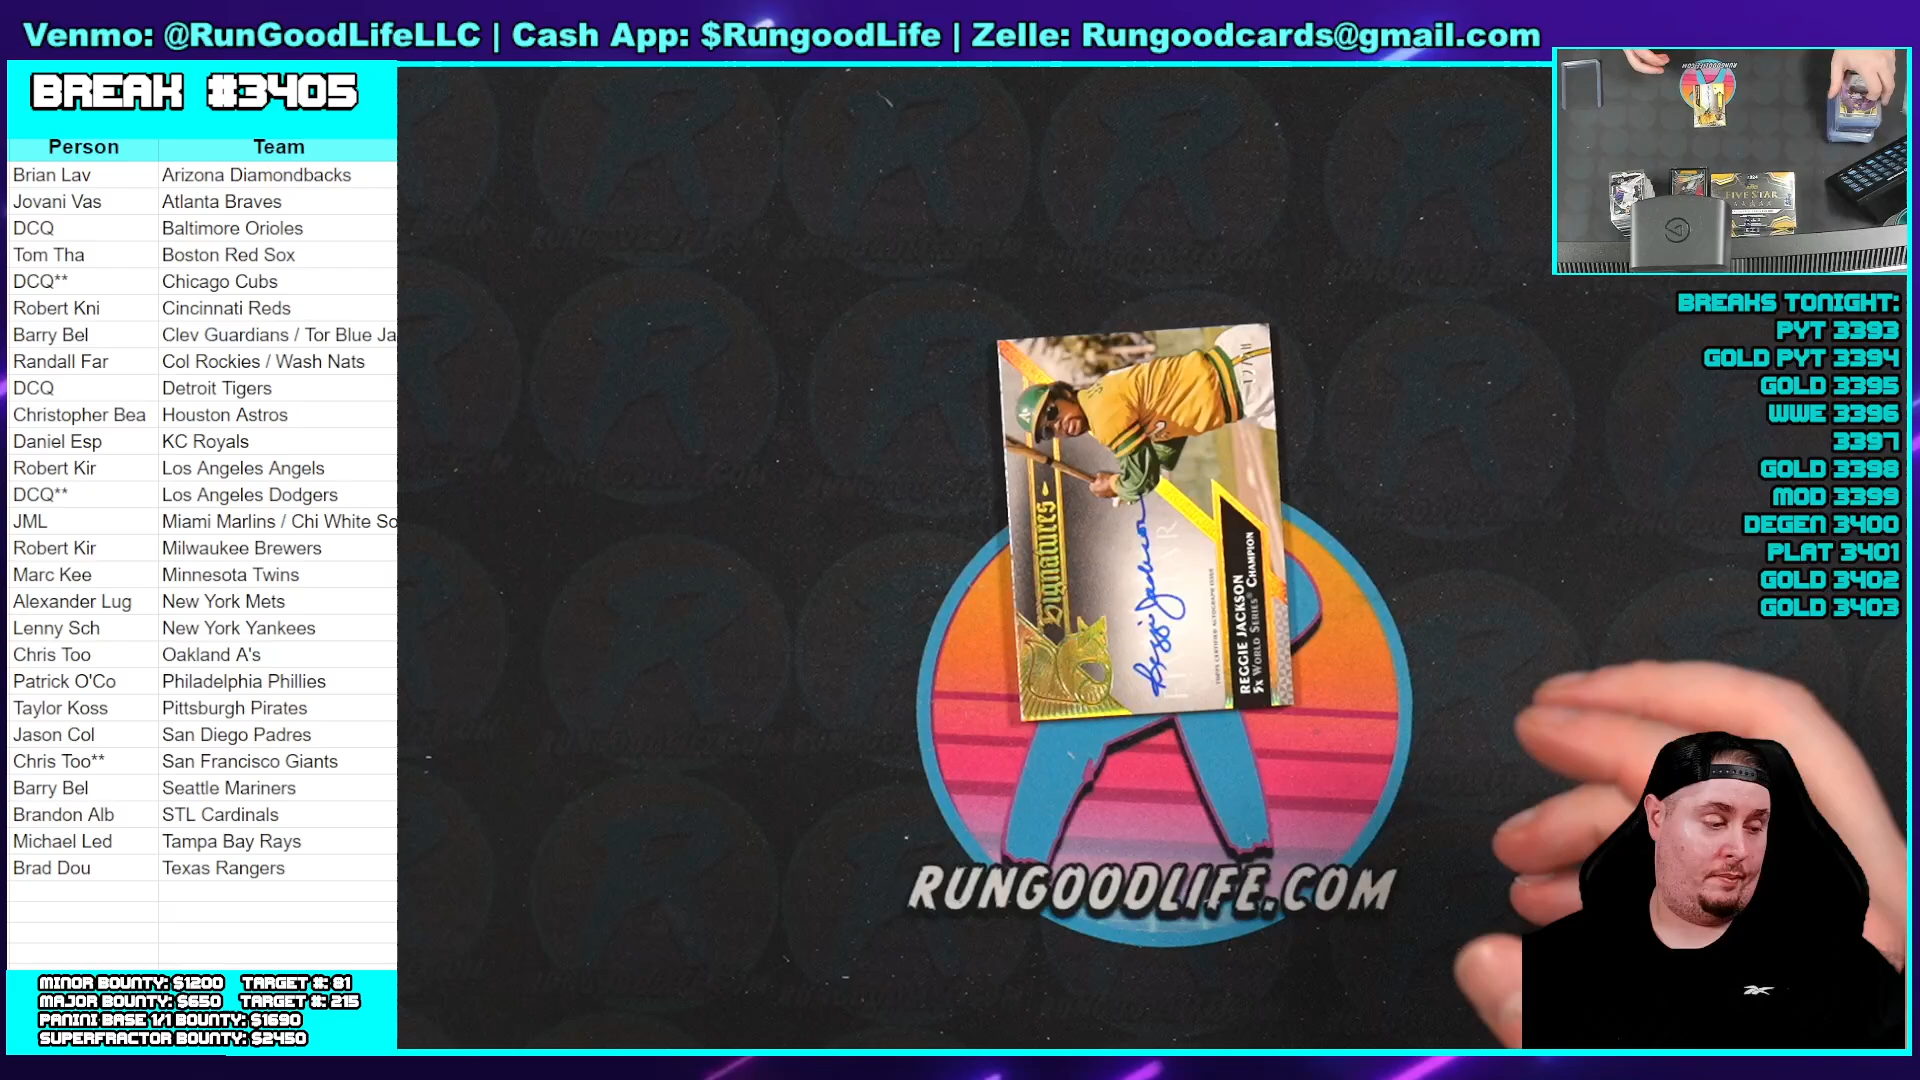 Venmo: @RunGoodLifeLLC | Cash App: $RungoodLife | Zelle: Rungoodcards@gmail.com
BREAK #3405
Person Team
Brian Lav Arizona Diamondbacks
Jovani Vas Atlanta Braves
DCQ Baltimore Orioles
Tom Tha Boston Red Sox
DCQ** Chicago Cubs
Robert Kni Cincinnati Reds
Barry Bel Clev Guardians / Tor Blue Ja
Randall Far Col Rockies / Wash Nats
DCQ Detroit Tigers
Christopher Bea Houston Astros
Daniel Esp KC Royals
Robert Kir Los Angeles Angels
DCQ** Los Angeles Dodgers
JML Miami Marlins / Chi White So
Robert Kir Milwaukee Brewers
Marc Kee Minnesota Twins
Alexander Lug New York Mets
Lenny Sch New York Yankees
Chris Too Oakland A's
Patrick O'Co Philadelphia Phillies
Taylor Koss Pittsburgh Pirates
Jason Col San Diego Padres
Chris Too** San Francisco Giants
Barry Bel Seattle Mariners
Brandon Alb STL Cardinals
Michael Led Tampa Bay Rays
Brad Dou Texas Rangers
MINOR BOUNTY: $1200 TARGET #: 81
MAJOR BOUNTY: $650 TARGET #: 215
PANINI BASE 1/1 BOUNTY: $1690
SUPERFRACTOR BOUNTY: $2450
Signatures
Reggie Jackson
TOPPS CERTIFIED AUTOGRAPH ISSUE
REGGIE JACKSON
5X WORLD SERIES® CHAMPION
RUNGOODLIFE.COM
FIVE STAR
BREAKS TONIGHT:
PYT 3393
GOLD PYT 3394
GOLD 3395
WWE 3396
3397
GOLD 3398
MOD 3399
DEGEN 3400
PLAT 3401
GOLD 3402
GOLD 3403